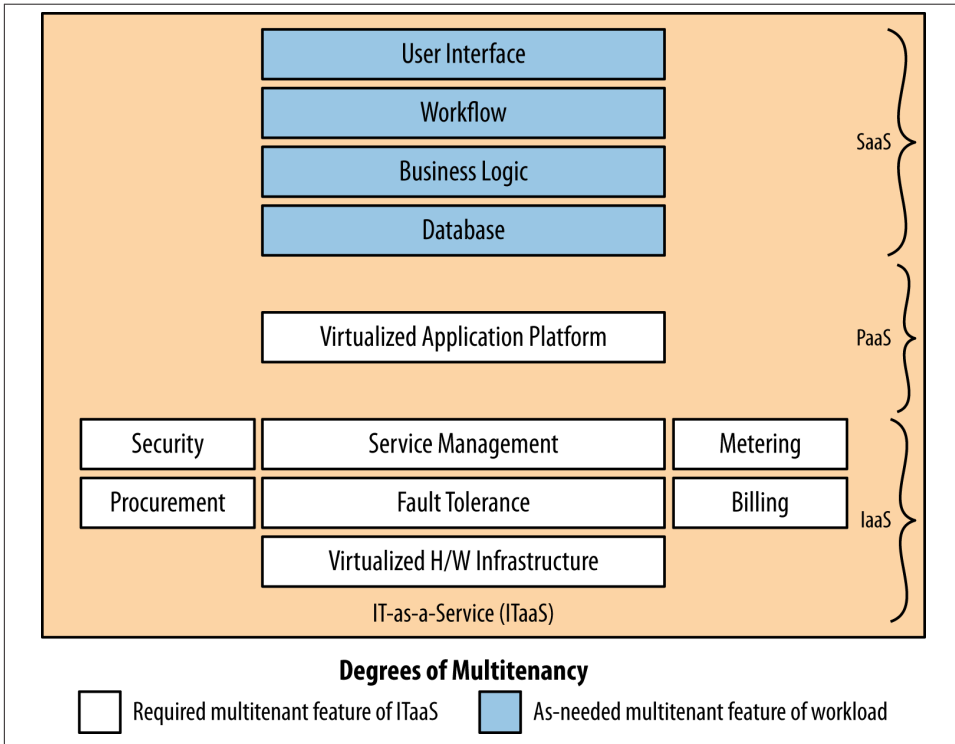 User Interface
Workflow
Business Logic
Database
SaaS
Virtualized Application Platform
PaaS
Security
Service Management
Metering
Procurement
Fault Tolerance
Billing
Virtualized H/W Infrastructure
IaaS
IT-as-a-Service (ITaaS)
Degrees of Multitenancy
Required multitenant feature of ITaaS
As-needed multitenant feature of workload